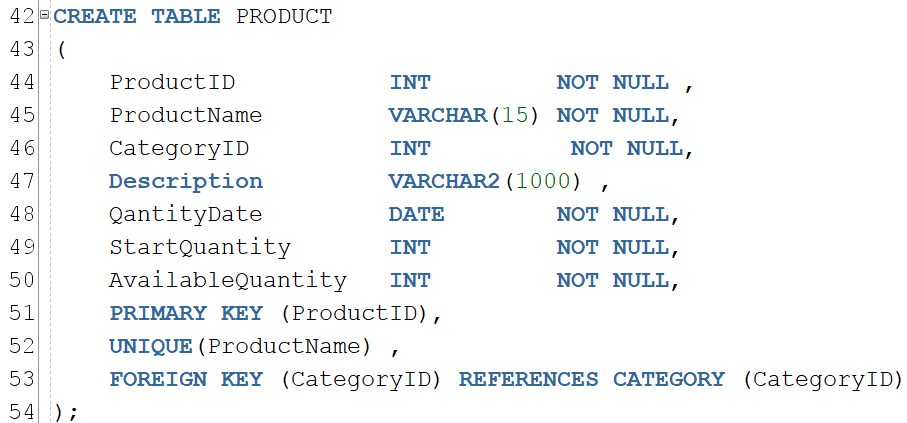 42 CREATE TABLE PRODUCT
43 (
44 ProductID INT NOT NULL ,
45 ProductName VARCHAR(15) NOT NULL,
46 CategoryID INT NOT NULL,
47 Description VARCHAR2(1000) ,
48 QantityDate DATE NOT NULL,
49 StartQuantity INT NOT NULL,
50 AvailableQuantity INT NOT NULL,
51 PRIMARY KEY (ProductID),
52 UNIQUE(ProductName) ,
53 FOREIGN KEY (CategoryID) REFERENCES CATEGORY (CategoryID)
54 );